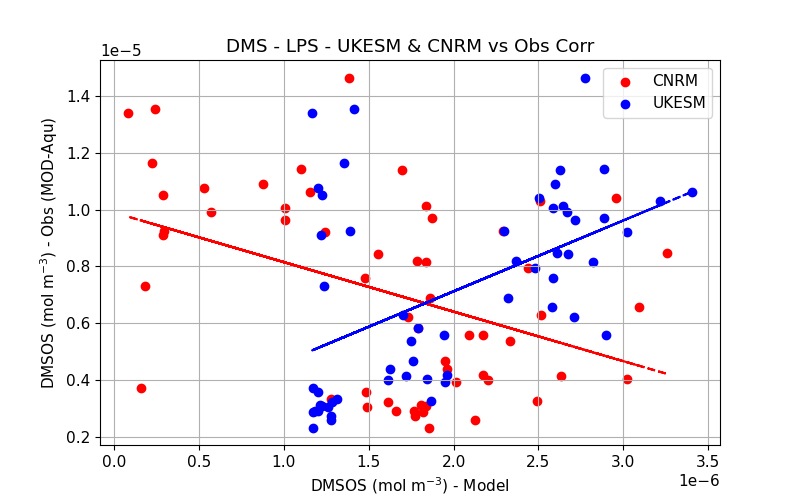 DMS - LPS - UKESM & CNRM vs Obs Corr
1e−5
CNRM
UKESM
1.4
1.2
1.0
0.8
0.6
0.4
0.2
DMSOS (mol m⁻³) - Obs (MOD-Aqu)
0.0 0.5 1.0 1.5 2.0 2.5 3.0 3.5
1e−6
DMSOS (mol m⁻³) - Model